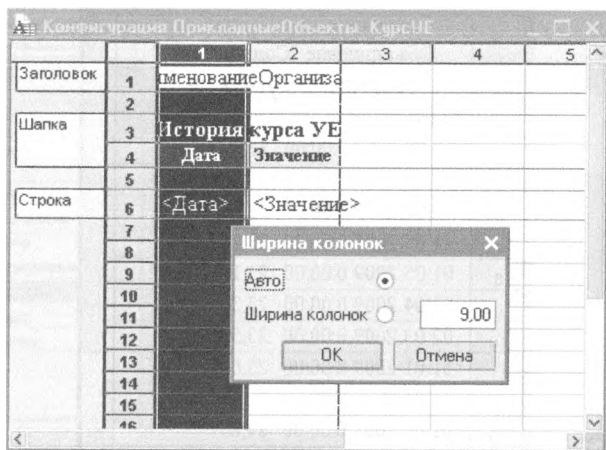 Конфигурация ПрикладныеОбъекты. КурсУЕ
1 2 3 4 5
Заголовок 1 именованиеОрганиза
2
Шапка 3 История курса УЕ
4 Дата Значение
5
Строка 6 <Дата> <Значение>
7
8
9
10
11
12
13
14
15
16
Ширина колонок
Авто
Ширина колонок 9,00
OK Отмена